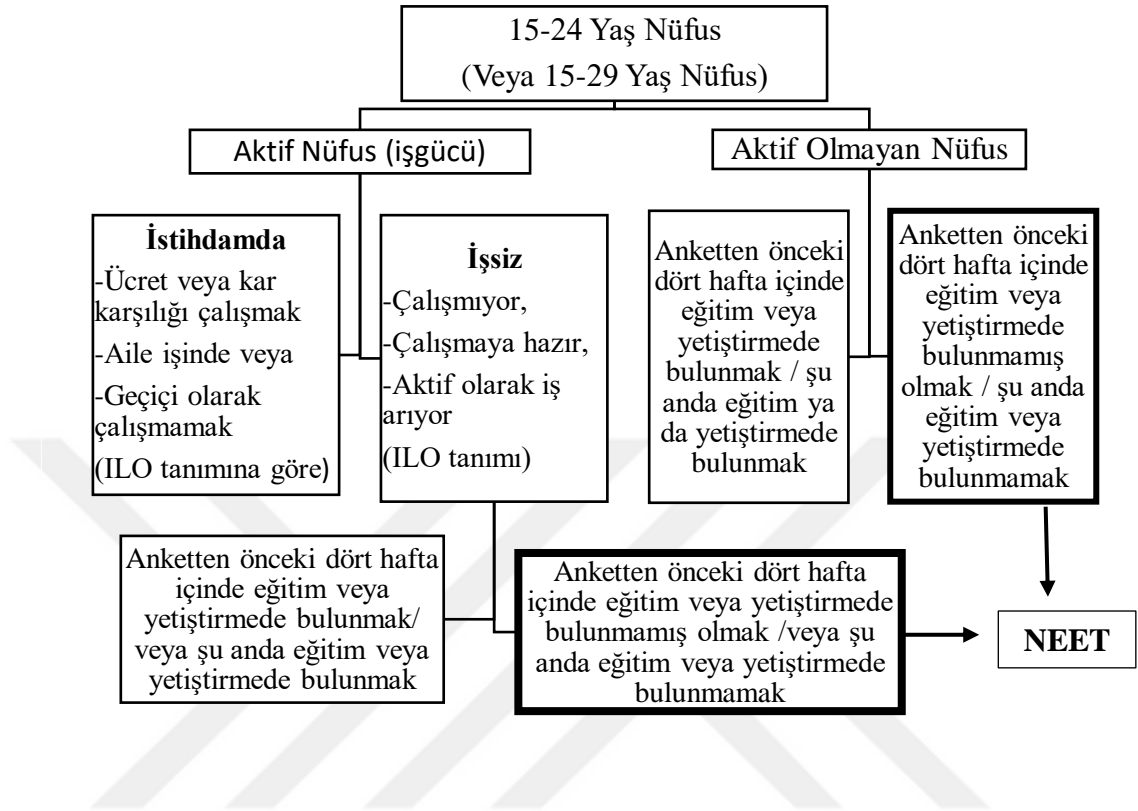 15-24 Yaş Nüfus
(Veya 15-29 Yaş Nüfus)
Aktif Nüfus (işgücü)
Aktif Olmayan Nüfus
İstihdamda
-Ücret veya kar
karşılığı çalışmak
-Aile işinde veya
-Geçiçi olarak
çalışmamak
(ILO tanımına göre)
İşsiz
-Çalışmıyor,
-Çalışmaya hazır,
-Aktif olarak iş
arıyor
(ILO tanımı)
Anketten önceki
dört hafta içinde
eğitim veya
yetiştirmede
bulunmak / şu
anda eğitim ya
da yetiştirmede
bulunmak
Anketten önceki
dört hafta içinde
eğitim veya
yetiştirmede
bulunmamış
olmak / şu anda
eğitim veya
yetiştirmede
bulunmamak
Anketten önceki dört hafta
içinde eğitim veya
yetiştirmede bulunmak/
veya şu anda eğitim veya
yetiştirmede bulunmak
Anketten önceki dört hafta
içinde eğitim veya yetiştirmede
bulunmamış olmak /veya şu
anda eğitim veya yetiştirmede
bulunmamak
NEET